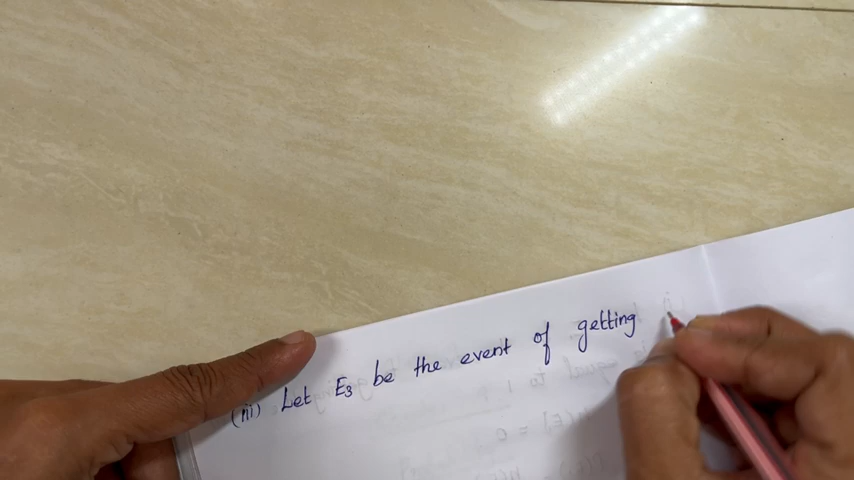 (iii) Let E3 be the event of getting